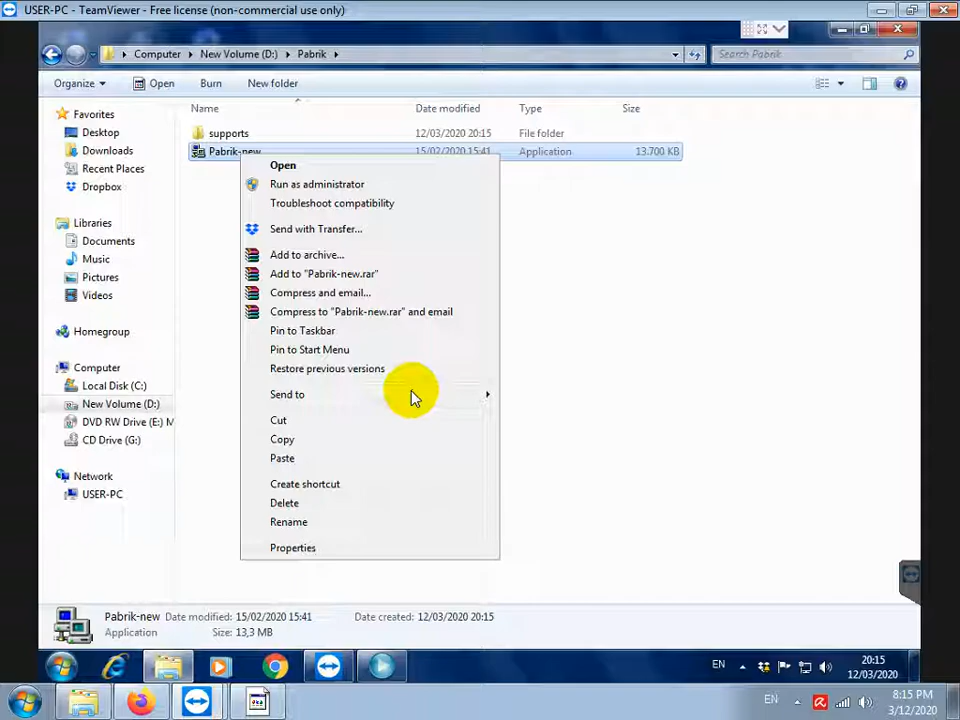 USER-PC - TeamViewer - Free license (non-commercial use only)
Computer New Volume (D:) Pabrik
Search Pabrik
Organize Open Burn New folder
Name Date modified Type Size
Favorites
Desktop
Downloads
Recent Places
Dropbox
Libraries
Documents
Music
Pictures
Videos
Homegroup
Computer
Local Disk (C:)
New Volume (D:)
DVD RW Drive (E:) M
CD Drive (G:)
Network
USER-PC
supports 12/03/2020 20:15 File folder
Pabrik-new 15/02/2020 15:41 Application 13.700 KB
Open
Run as administrator
Troubleshoot compatibility
Send with Transfer...
Add to archive...
Add to "Pabrik-new.rar"
Compress and email...
Compress to "Pabrik-new.rar" and email
Pin to Taskbar
Pin to Start Menu
Restore previous versions
Send to
Cut
Copy
Paste
Create shortcut
Delete
Rename
Properties
Pabrik-new Date modified: 15/02/2020 15:41 Date created: 12/03/2020 20:15
Application Size: 13,3 MB
EN 20:15
12/03/2020
EN 8:15 PM
3/12/2020